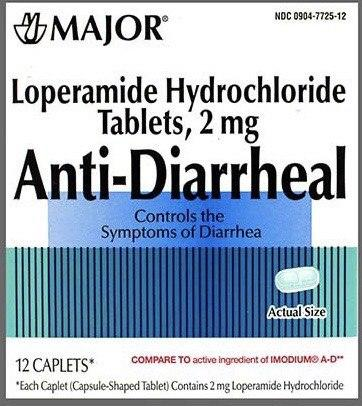 MAJOR®
NDC 0904-7725-12
Loperamide Hydrochloride
Tablets, 2 mg
Anti-Diarrheal
Controls the
Symptoms of Diarrhea
Actual Size
12 CAPLETS*
COMPARE TO active ingredient of IMODIUM® A-D**
*Each Caplet (Capsule-Shaped Tablet) Contains 2 mg Loperamide Hydrochloride